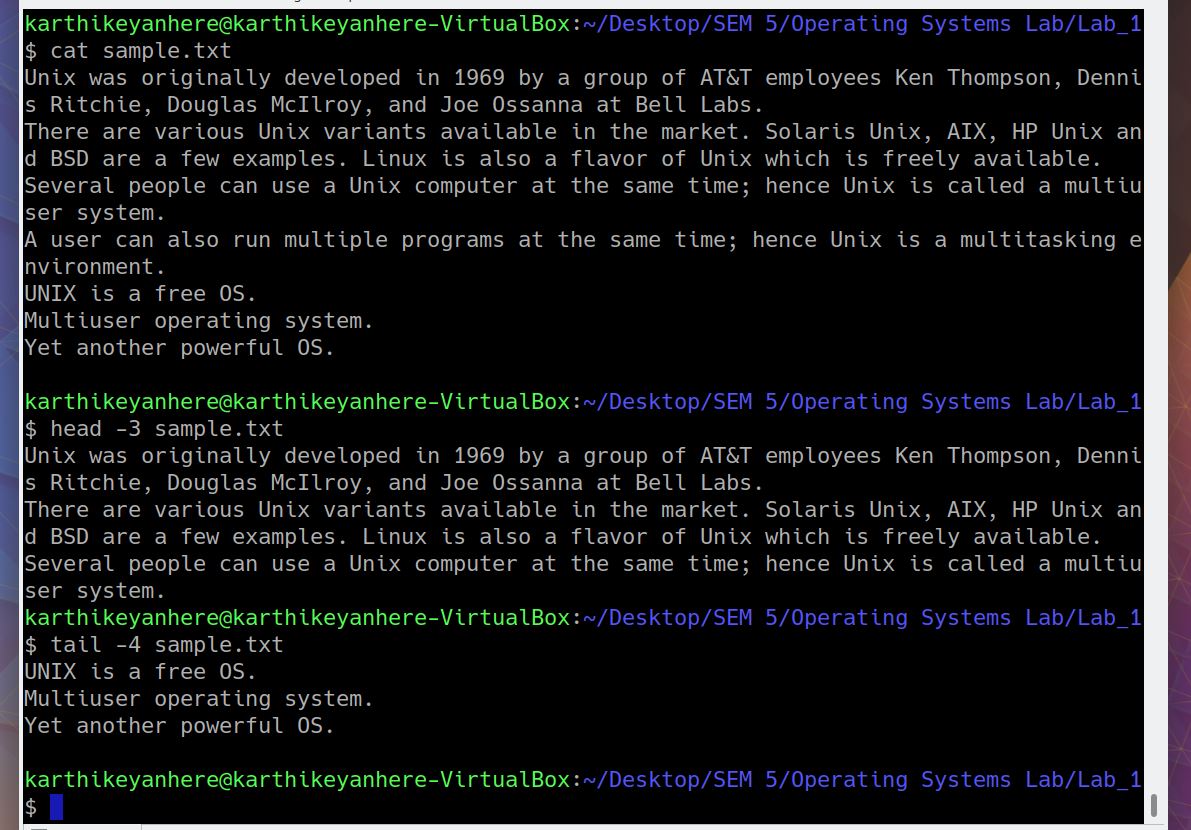 karthikeyanhere@karthikeyanhere-VirtualBox:~/Desktop/SEM 5/Operating Systems Lab/Lab_1
$ cat sample.txt
Unix was originally developed in 1969 by a group of AT&T employees Ken Thompson, Denni
s Ritchie, Douglas McIlroy, and Joe Ossanna at Bell Labs.
There are various Unix variants available in the market. Solaris Unix, AIX, HP Unix an
d BSD are a few examples. Linux is also a flavor of Unix which is freely available.
Several people can use a Unix computer at the same time; hence Unix is called a multiu
ser system.
A user can also run multiple programs at the same time; hence Unix is a multitasking e
nvironment.
UNIX is a free OS.
Multiuser operating system.
Yet another powerful OS.

karthikeyanhere@karthikeyanhere-VirtualBox:~/Desktop/SEM 5/Operating Systems Lab/Lab_1
$ head -3 sample.txt
Unix was originally developed in 1969 by a group of AT&T employees Ken Thompson, Denni
s Ritchie, Douglas McIlroy, and Joe Ossanna at Bell Labs.
There are various Unix variants available in the market. Solaris Unix, AIX, HP Unix an
d BSD are a few examples. Linux is also a flavor of Unix which is freely available.
Several people can use a Unix computer at the same time; hence Unix is called a multiu
ser system.
karthikeyanhere@karthikeyanhere-VirtualBox:~/Desktop/SEM 5/Operating Systems Lab/Lab_1
$ tail -4 sample.txt
UNIX is a free OS.
Multiuser operating system.
Yet another powerful OS.

karthikeyanhere@karthikeyanhere-VirtualBox:~/Desktop/SEM 5/Operating Systems Lab/Lab_1
$